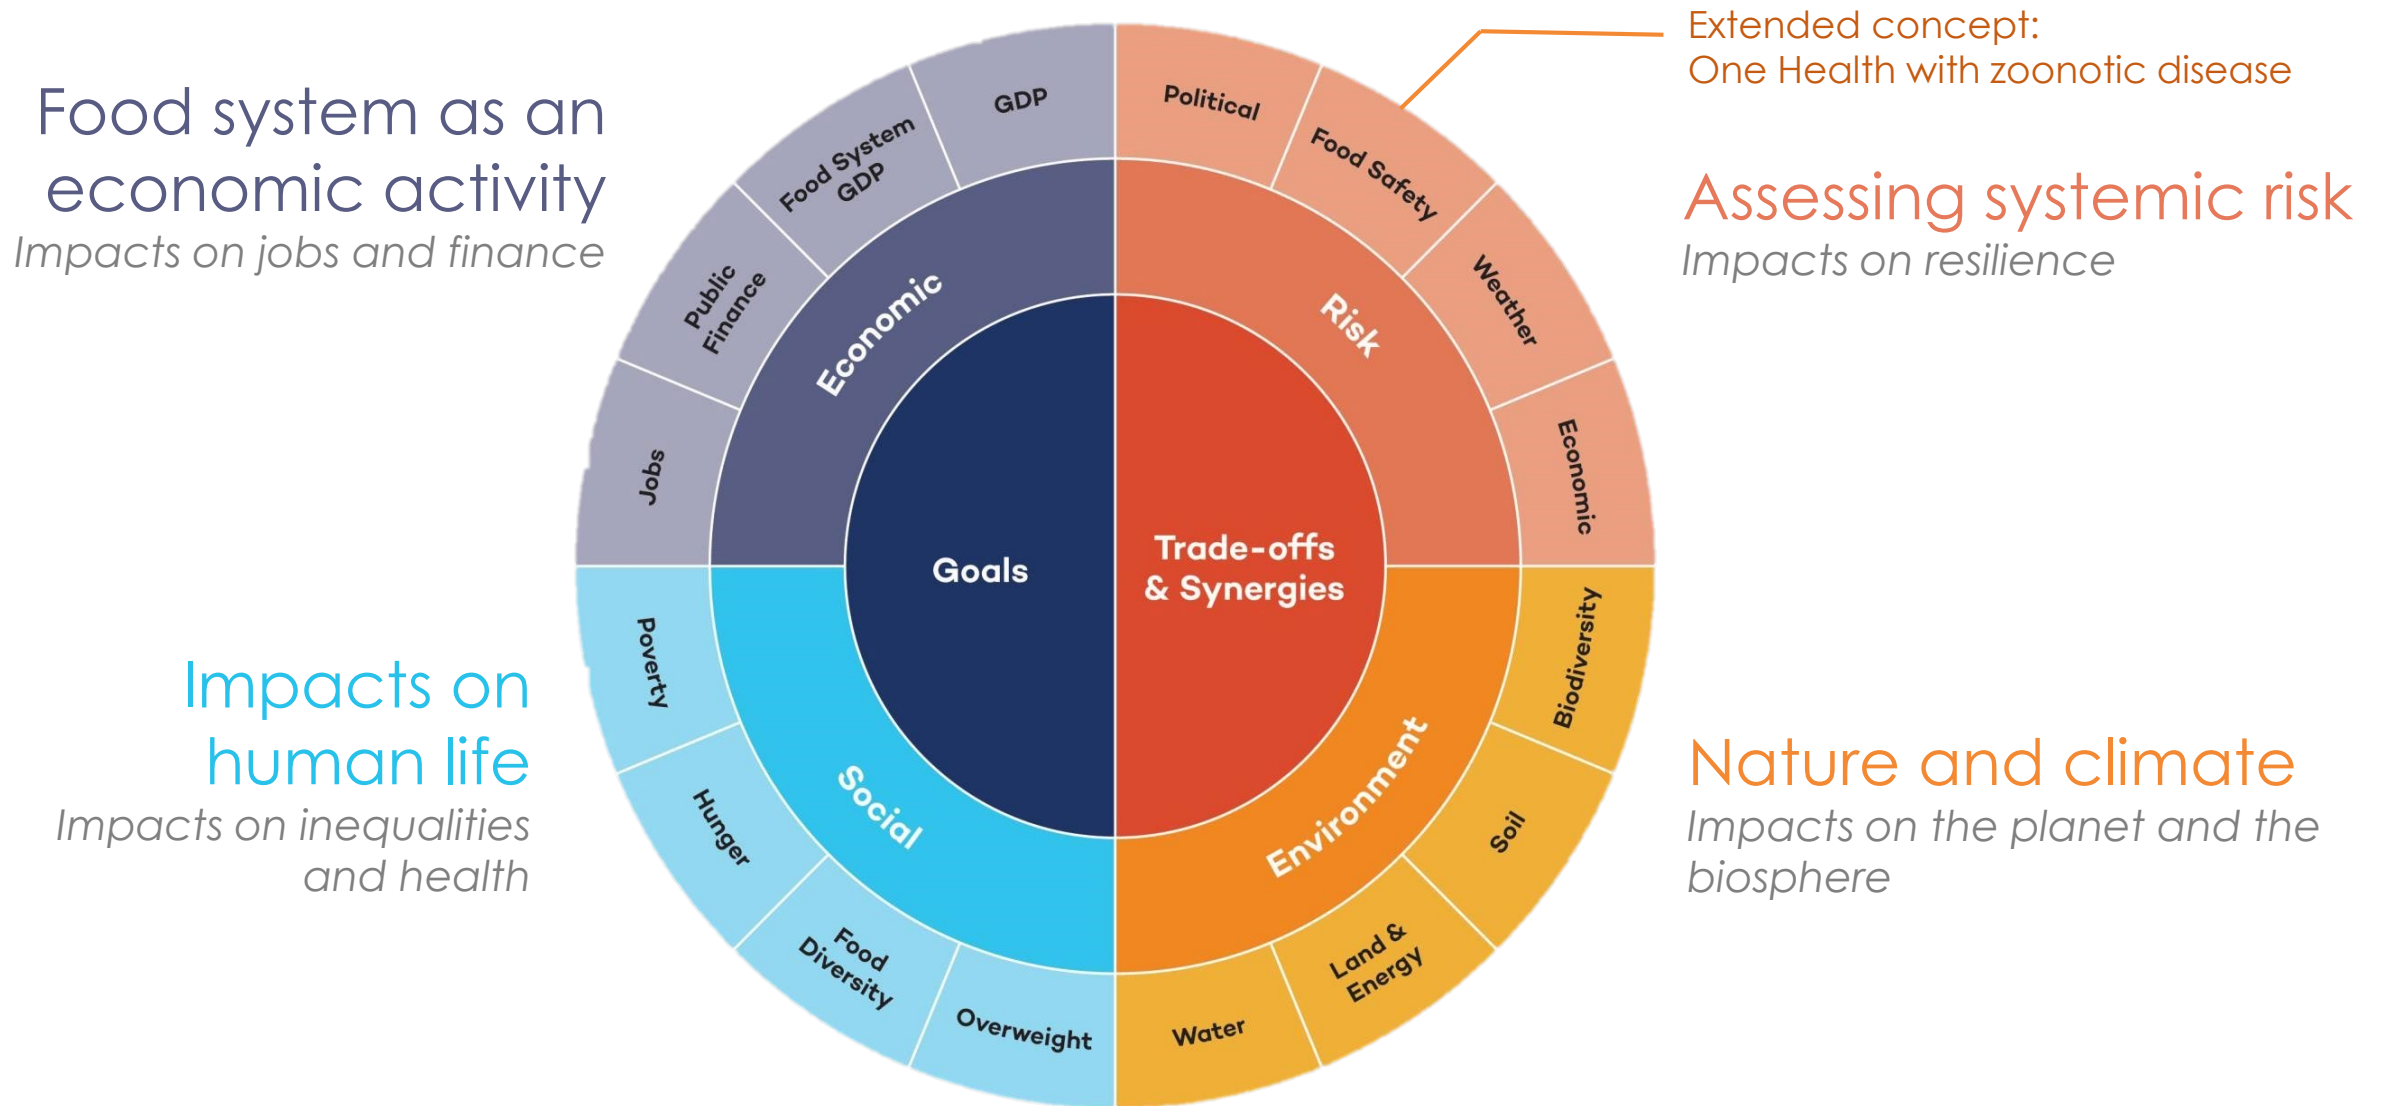 Food system as an
economic activity
Impacts on jobs and finance
Impacts on
human life
Impacts on inequalities
and health
Extended concept:
One Health with zoonotic disease
Assessing systemic risk
Impacts on resilience
Nature and climate
Impacts on the planet and the
biosphere
Goals
Trade-offs
& Synergies
Economic
Risk
Environment
Social
GDP
Food System
GDP
Public
Finance
Jobs
Political
Food Safety
Weather
Economic
Biodiversity
Soil
Land &
Energy
Water
Overweight
Food
Diversity
Hunger
Poverty